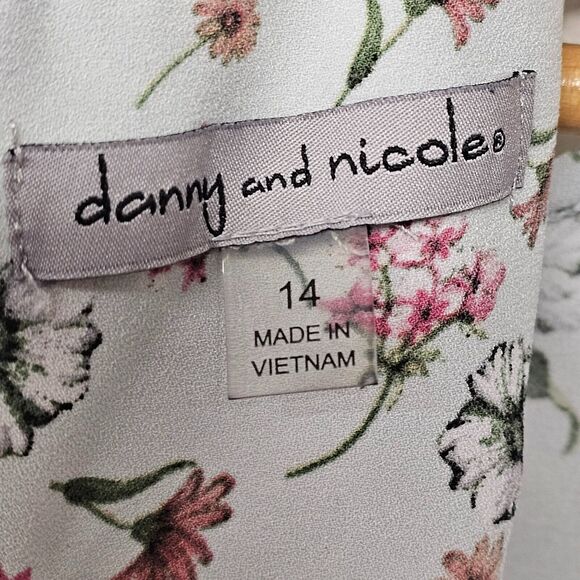 danny and nicole®
14
MADE IN
VIETNAM